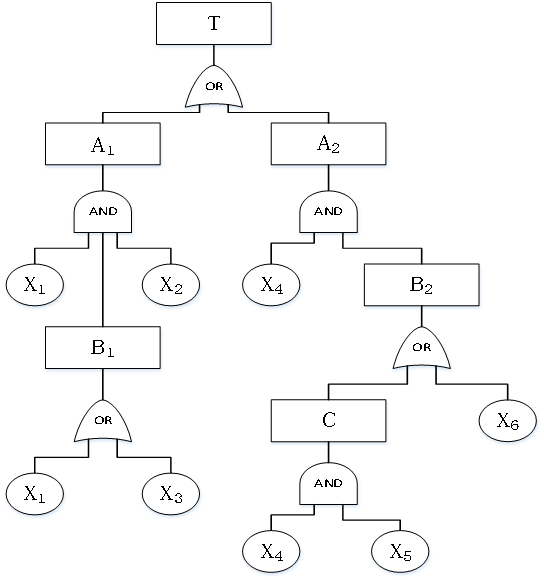 T
OR
A₁
A₂
AND
AND
X₁
X₂
X₄
B₂
B₁
OR
OR
C
X₆
X₁
X₃
AND
X₄
X₅